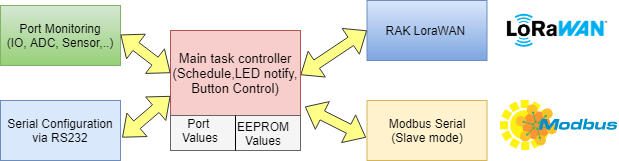 Port Monitoring
(IO, ADC, Sensor,..)
Main task controller
(Schedule,LED notify,
Button Control)
Port
Values
EEPROM
Values
Serial Configuration
via RS232
RAK LoraWAN
LoRaWAN™
Modbus Serial
(Slave mode)
Modbus